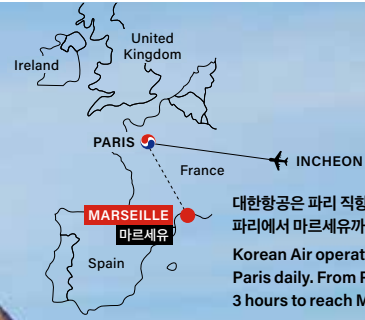 United
Kingdom
Ireland
PARIS
INCHEON
France
MARSEILLE
마르세유
Spain
대한항공은 파리 직항
파리에서 마르세유까
Korean Air operat
Paris daily. From P
3 hours to reach M